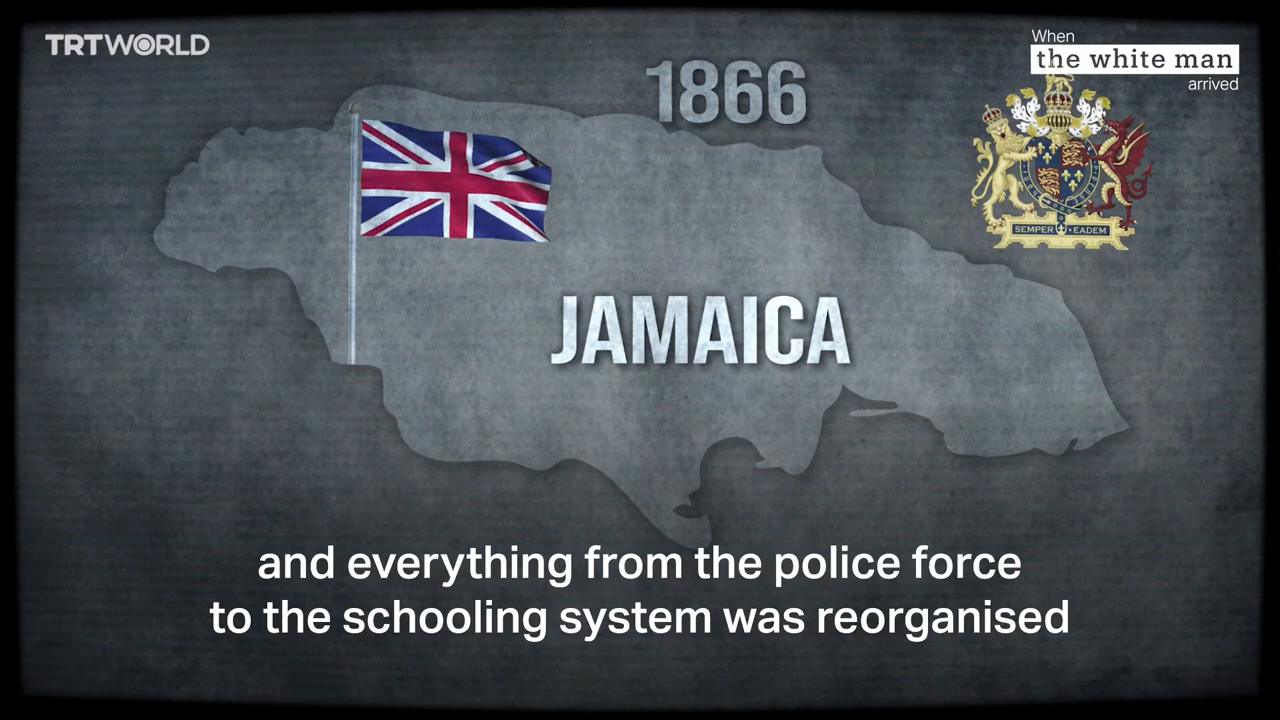 TRTWORLD
When
the white man
arrived
1866
SEMPER EADEM
JAMAICA
and everything from the police force
to the schooling system was reorganised